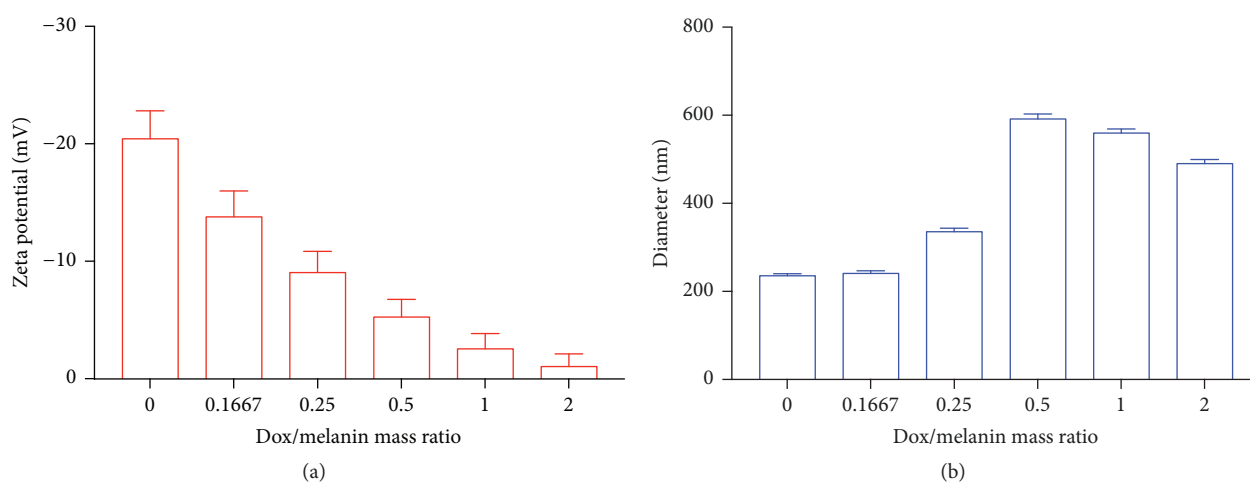 −30
−20
−10
0
Zeta potential (mV)
0 0.1667 0.25 0.5 1 2
Dox/melanin mass ratio
(a)
800
600
400
200
0
Diameter (nm)
0 0.1667 0.25 0.5 1 2
Dox/melanin mass ratio
(b)